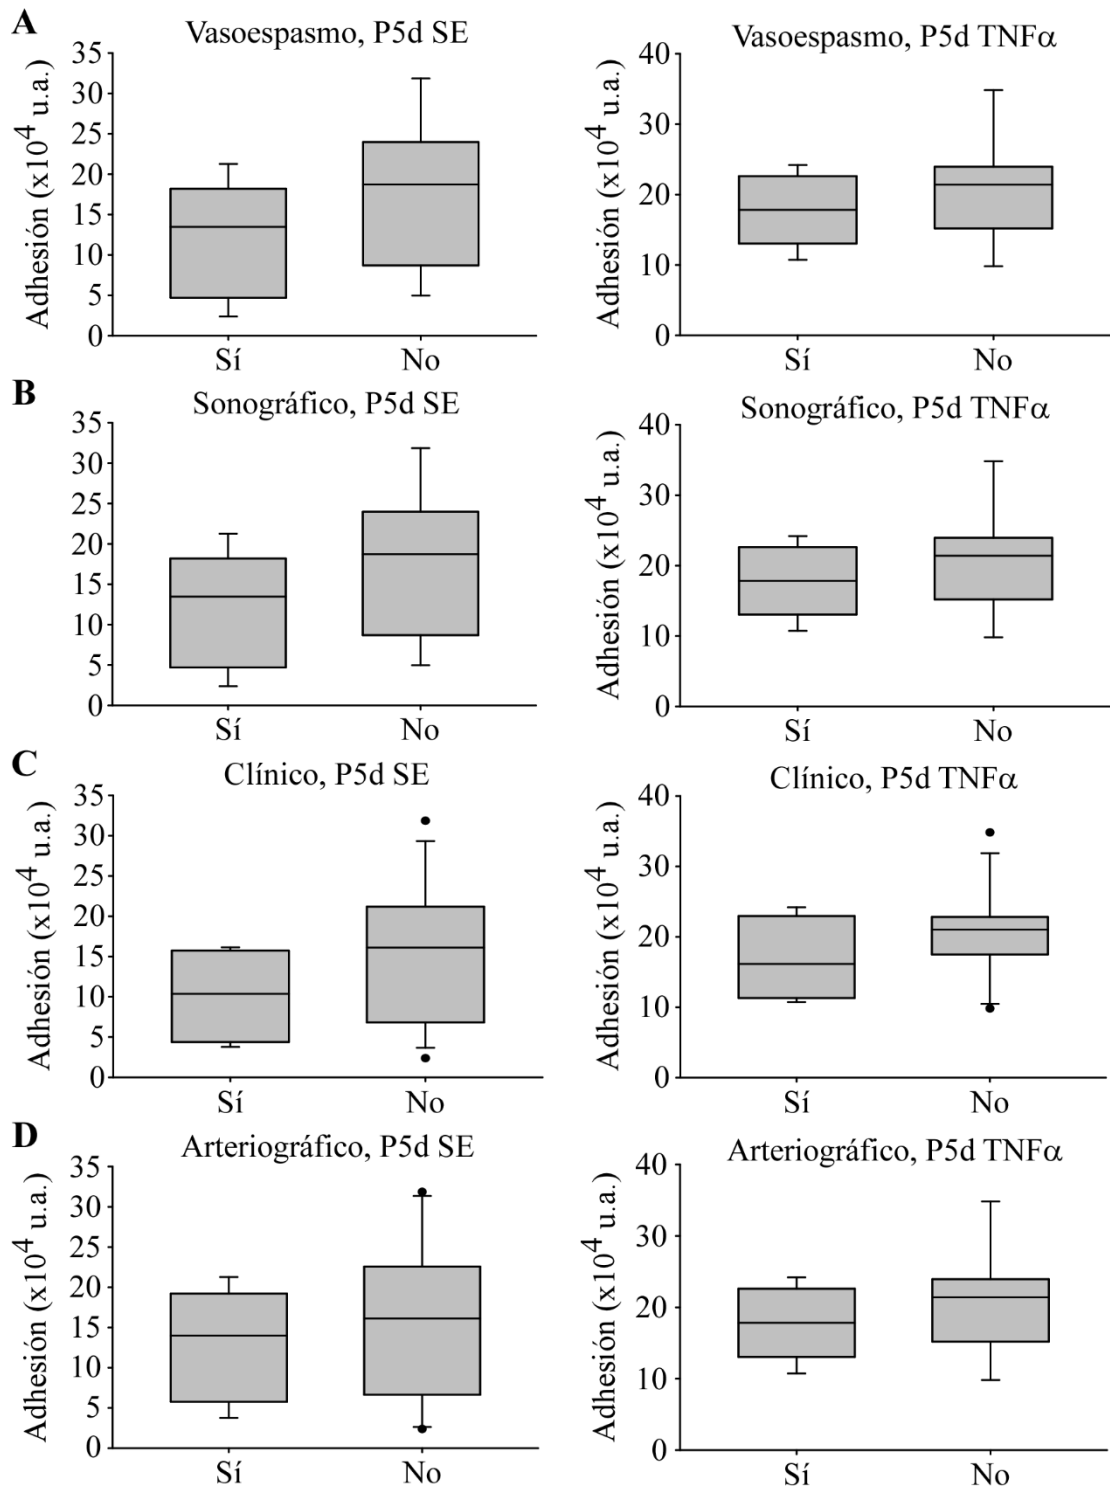 A
Vasoespasmo, P5d SE
Adhesión (x10⁴ u.a.)
35
30
25
20
15
10
5
0
Sí
No
Vasoespasmo, P5d TNFα
Adhesión (x10⁴ u.a.)
40
30
20
10
0
Sí
No
B
Sonográfico, P5d SE
Adhesión (x10⁴ u.a.)
35
30
25
20
15
10
5
0
Sí
No
Sonográfico, P5d TNFα
Adhesión (x10⁴ u.a.)
40
30
20
10
0
Sí
No
C
Clínico, P5d SE
Adhesión (x10⁴ u.a.)
35
30
25
20
15
10
5
0
Sí
No
Clínico, P5d TNFα
Adhesión (x10⁴ u.a.)
40
30
20
10
0
Sí
No
D
Arteriográfico, P5d SE
Adhesión (x10⁴ u.a.)
35
30
25
20
15
10
5
0
Sí
No
Arteriográfico, P5d TNFα
Adhesión (x10⁴ u.a.)
40
30
20
10
0
Sí
No